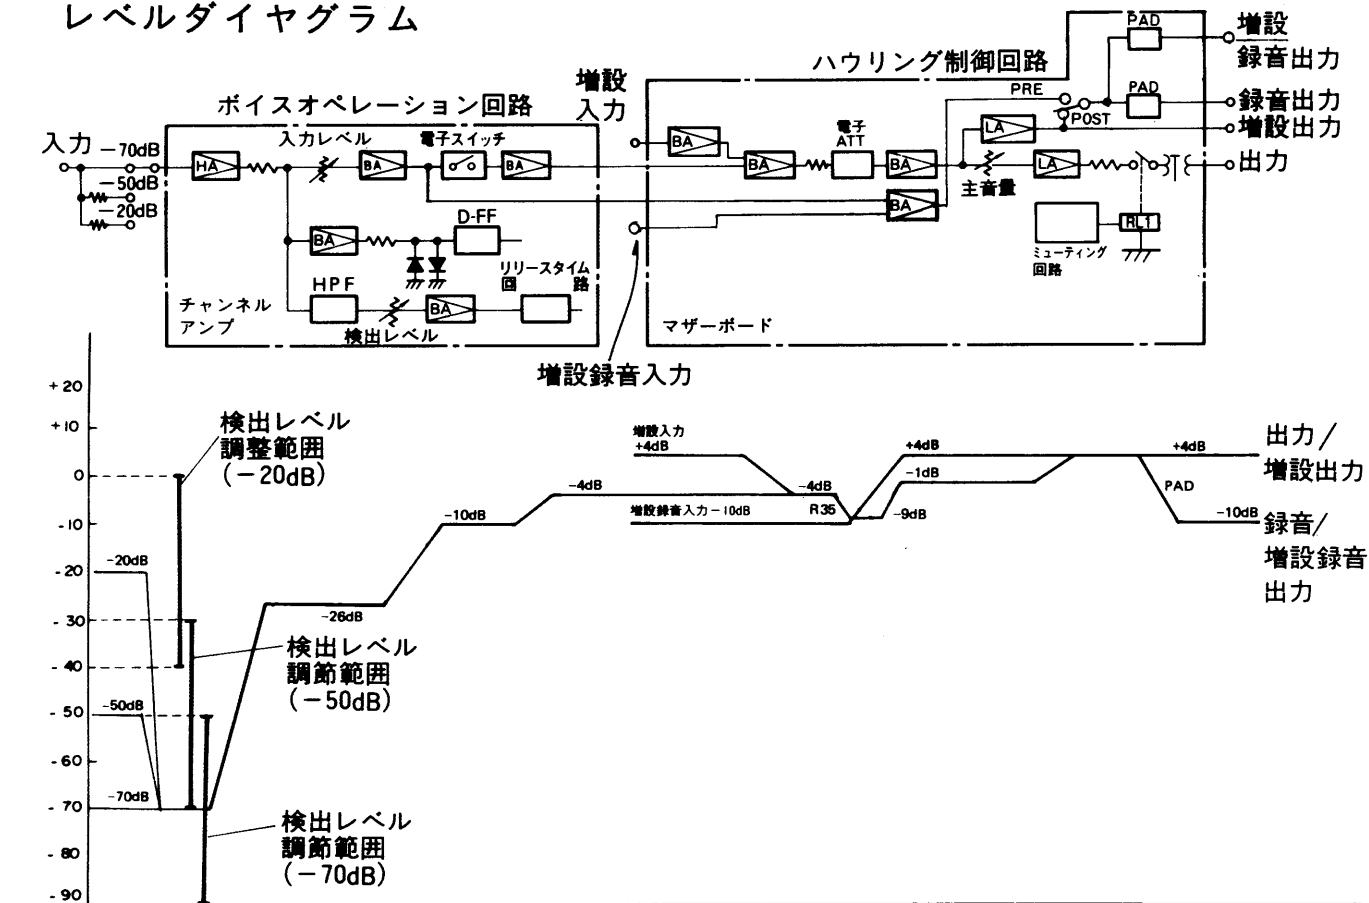 レベルダイヤグラム
ボイスオペレーション回路
増設
入力
ハウリング制御回路
PAD
増設
録音出力
PRE
PAD
録音出力
POST
増設出力
入力
-70dB
-50dB
-20dB
入力レベル
電子スイッチ
HA
BA
BA
BA
BA
電子
ATT
BA
LA
主音量
LA
出力
BA
BA
D-FF
HPF
BA
リリースタイム
回路
チャンネル
アンプ
検出レベル
RL1
ミューティング
回路
マザーボード
増設録音入力
+20
+10
0
-10
-20
-30
-40
-50
-60
-70
-80
-90
検出レベル
調整範囲
(-20dB)
-20dB
-50dB
-70dB
検出レベル
調節範囲
(-50dB)
検出レベル
調節範囲
(-70dB)
-26dB
-10dB
-4dB
増設入力
+4dB
-4dB
増設録音入力-10dB
R35
+4dB
-1dB
-9dB
+4dB
PAD
-10dB
出力/
増設出力
録音/
増設録音
出力